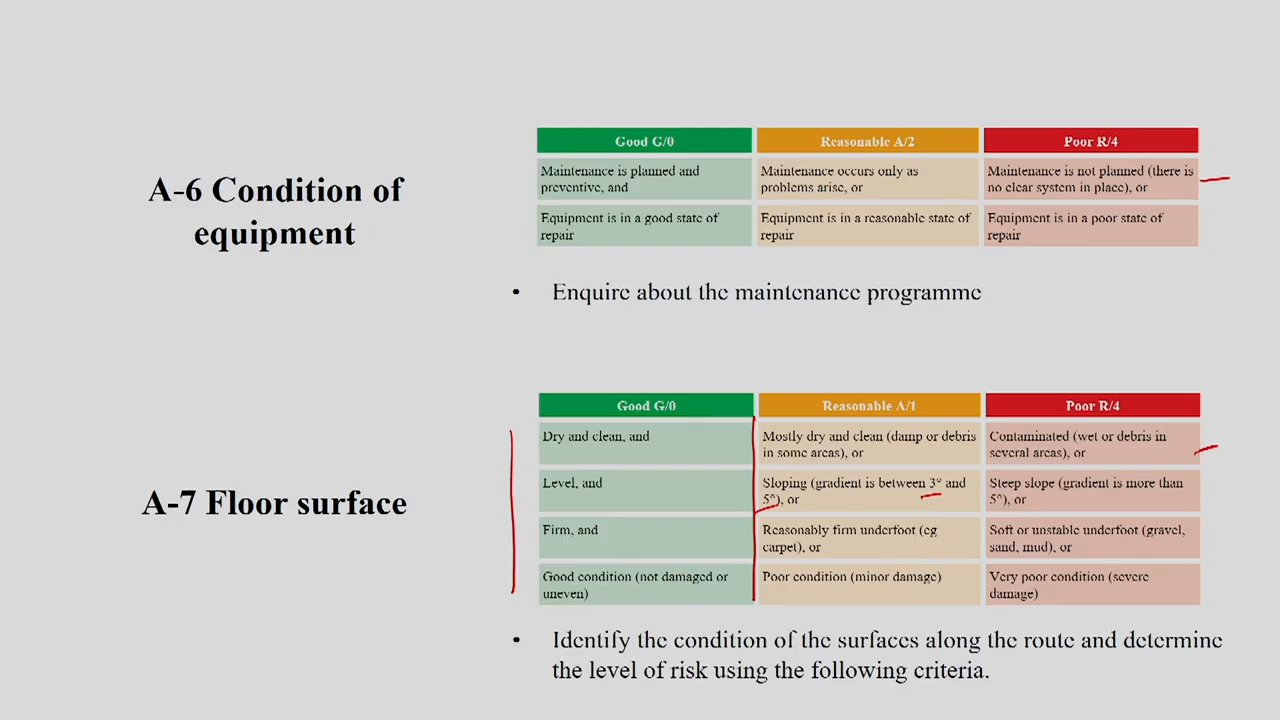 A-6 Condition of
equipment
Good G/0
Reasonable A/2
Poor R/4
Maintenance is planned and
preventive, and
Maintenance occurs only as
problems arise, or
Maintenance is not planned (there is
no clear system in place), or
Equipment is in a good state of
repair
Equipment is in a reasonable state of
repair
Equipment is in a poor state of
repair
• Enquire about the maintenance programme
A-7 Floor surface
Good G/0
Reasonable A/1
Poor R/4
Dry and clean, and
Mostly dry and clean (damp or debris
in some areas), or
Contaminated (wet or debris in
several areas), or
Level, and
Sloping (gradient is between 3° and
5°), or
Steep slope (gradient is more than
5°), or
Firm, and
Reasonably firm underfoot (eg
carpet), or
Soft or unstable underfoot (gravel,
sand, mud), or
Good condition (not damaged or
uneven)
Poor condition (minor damage)
Very poor condition (severe
damage)
• Identify the condition of the surfaces along the route and determine
the level of risk using the following criteria.